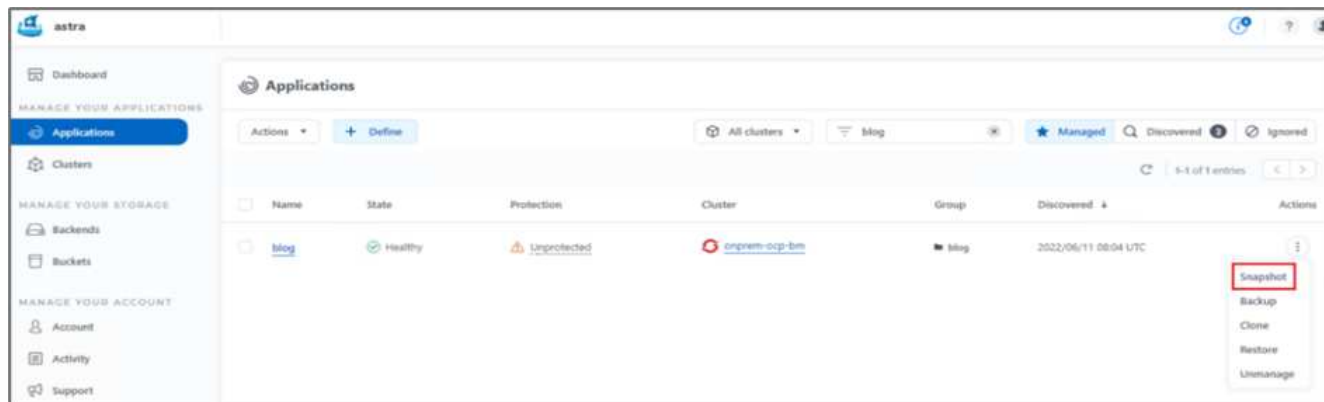 astra
?
Dashboard
Applications
MANAGE YOUR APPLICATIONS
Applications
Actions
+ Define
All clusters
blog
Managed
Discovered
Ignored
Clusters
1-1 of 1 entries
< >
MANAGE YOUR STORAGE
Name State Protection Cluster Group Discovered Actions
Backends
blog Healthy Unprotected onprem-ocp-bm blog 2022/06/11 08:04 UTC
Buckets
Snapshot
MANAGE YOUR ACCOUNT
Backup
Account
Clone
Activity
Restore
Support
Unmanage